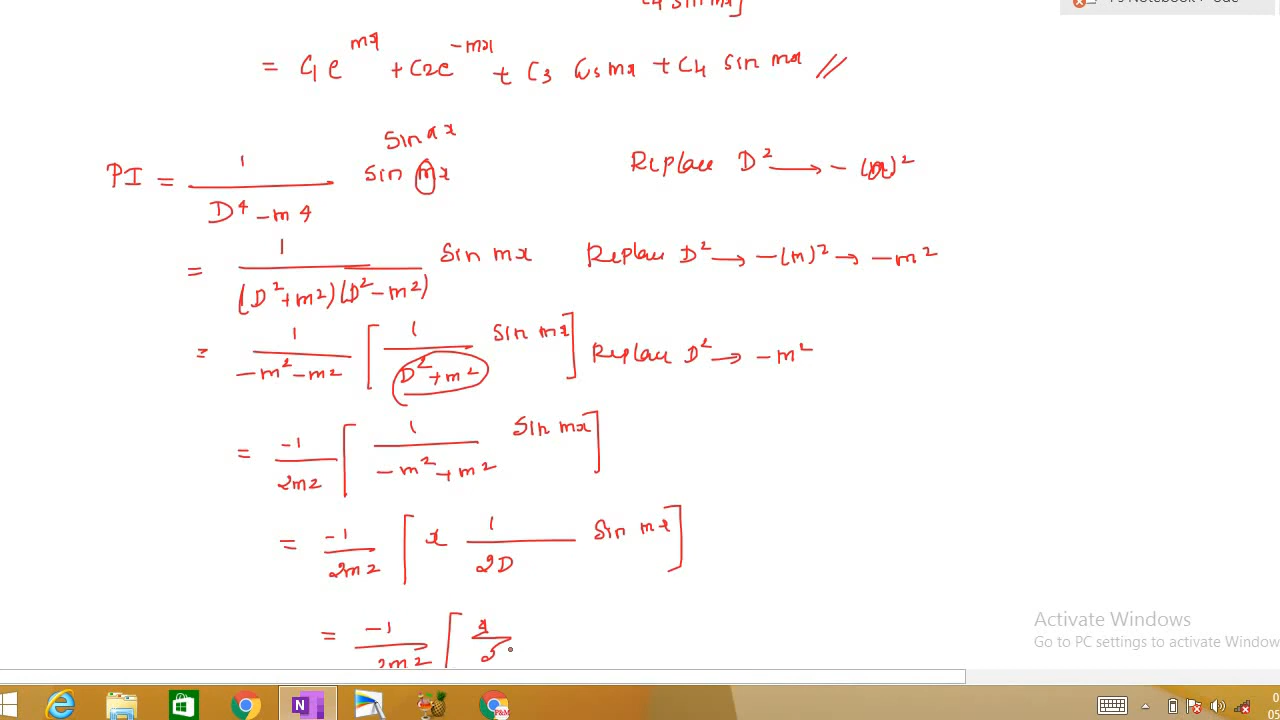 = C1 e^mx + C2 e^-mx + C3 Cos mx + C4 sin mx //
sin ax
PI = 1 / (D^4 - m^4) sin mx Replace D^2 → -(a)^2
= 1 / ((D^2+m^2)(D^2-m^2)) Sin mx Replace D^2 → -(m)^2 → -m^2
= 1 / (-m^2-m^2) [ 1 / (D^2+m^2) Sin mx ] Replace D^2 → -m^2
= -1 / 2m^2 [ 1 / (-m^2+m^2) Sin mx ]
= -1 / 2m^2 [ x 1 / 2D Sin mx ]
= -1 / 2m^2 [ x / 2
Activate Windows
Go to PC settings to activate Window